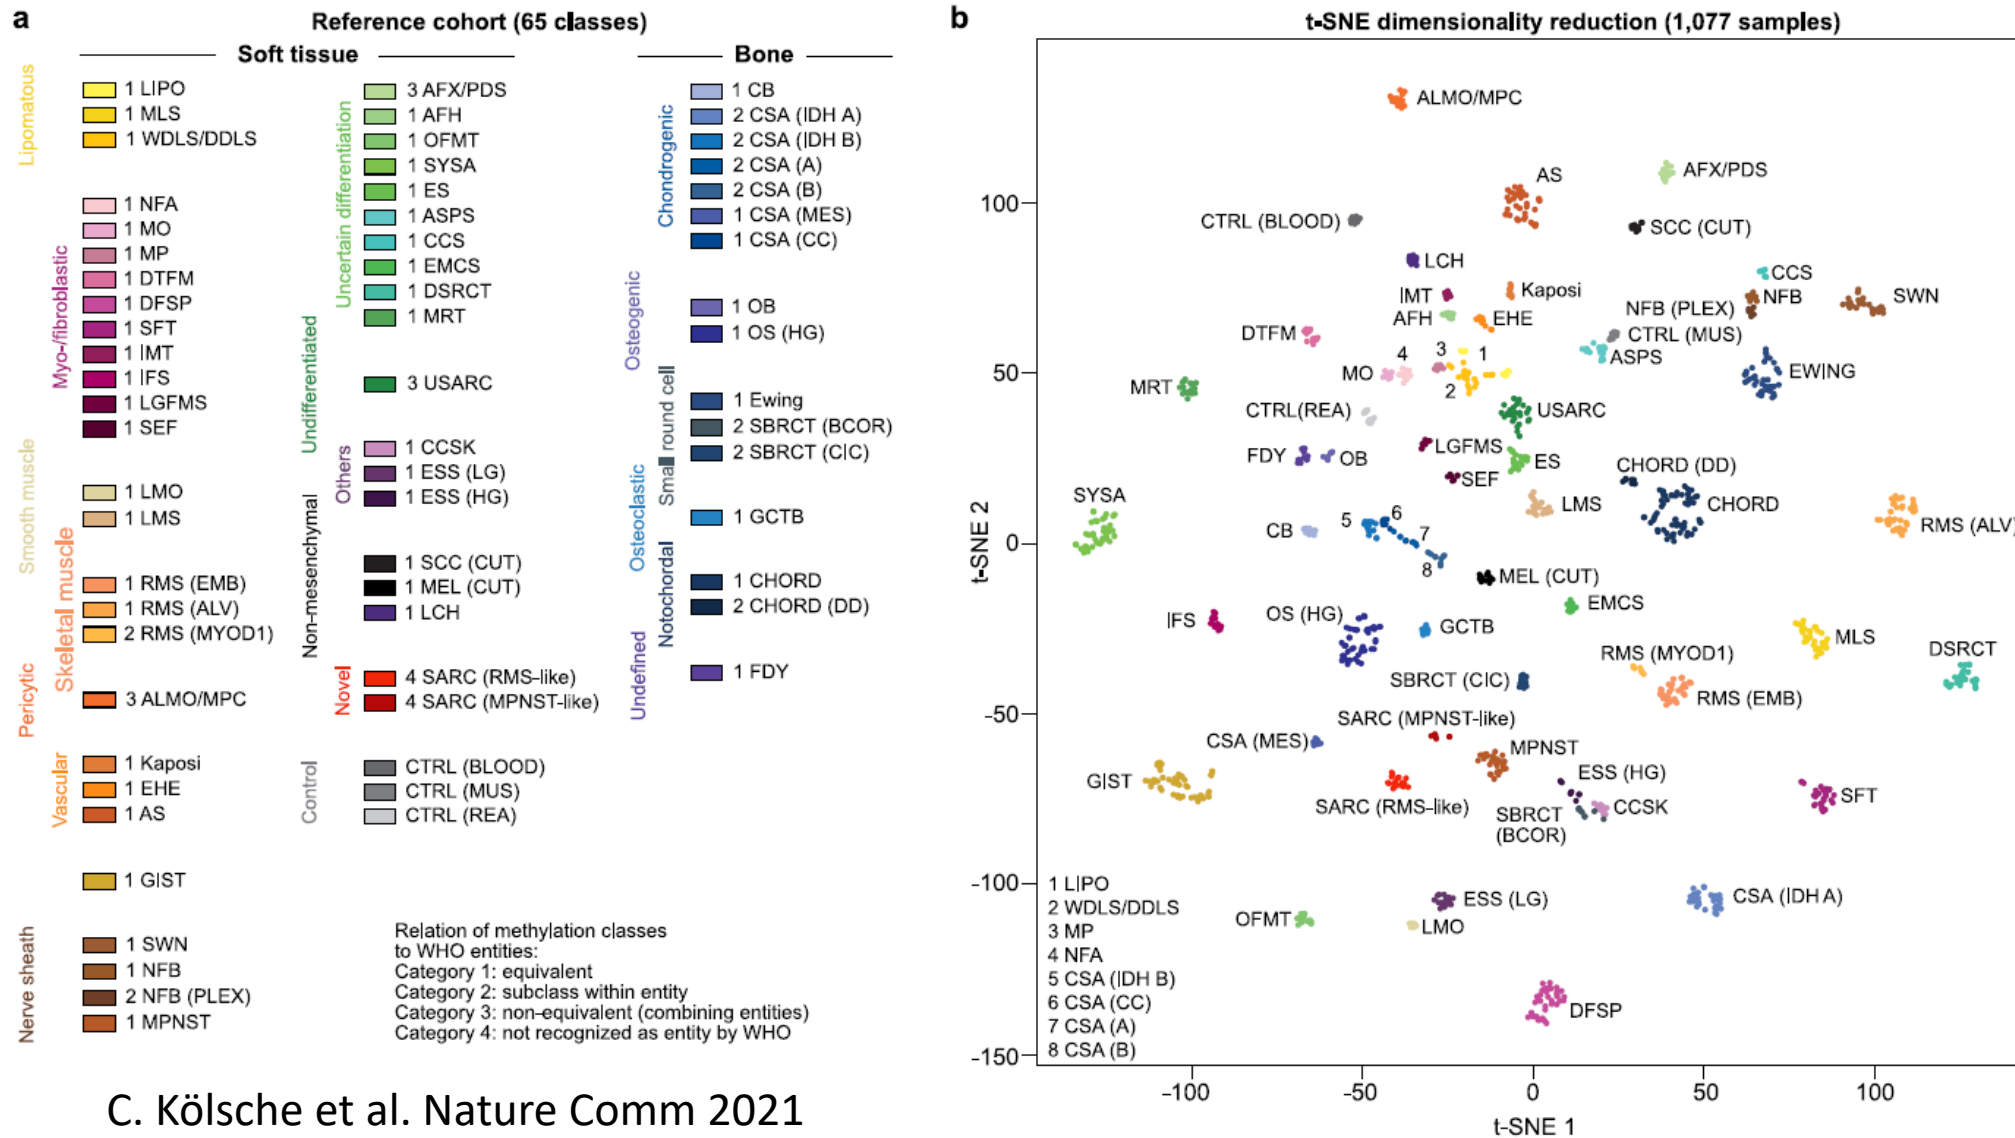 a
Reference cohort (65 classes)
Soft tissue
Bone
Lipomatous
1 LIPO
1 MLS
1 WDLS/DDLS
Myo-/fibroblastic
1 NFA
1 MO
1 MP
1 DTFM
1 DFSP
1 SFT
1 IMT
1 IFS
1 LGFMS
1 SEF
Smooth muscle
1 LMO
1 LMS
Skeletal muscle
1 RMS (EMB)
1 RMS (ALV)
2 RMS (MYOD1)
Pericytic
3 ALMO/MPC
Vascular
1 Kaposi
1 EHE
1 AS
1 GIST
Nerve sheath
1 SWN
1 NFB
2 NFB (PLEX)
1 MPNST
Uncertain differentiation
3 AFX/PDS
1 AFH
1 OFMT
1 SYSA
1 ES
1 ASPS
1 CCS
1 EMCS
1 DSRCT
1 MRT
Undifferentiated
3 USARC
Others
1 CCSK
1 ESS (LG)
1 ESS (HG)
Non-mesenchymal
1 SCC (CUT)
1 MEL (CUT)
1 LCH
Novel
4 SARC (RMS-like)
4 SARC (MPNST-like)
Control
CTRL (BLOOD)
CTRL (MUS)
CTRL (REA)
Chondrogenic
1 CB
2 CSA (IDH A)
2 CSA (IDH B)
2 CSA (A)
2 CSA (B)
1 CSA (MES)
1 CSA (CC)
Osteogenic
1 OB
1 OS (HG)
Small round cell
1 Ewing
2 SBRCT (BCOR)
2 SBRCT (CIC)
Osteoclastic
1 GCTB
Notochordal
1 CHORD
2 CHORD (DD)
Undefined
1 FDY
Relation of methylation classes
to WHO entities:
Category 1: equivalent
Category 2: subclass within entity
Category 3: non-equivalent (combining entities)
Category 4: not recognized as entity by WHO
C. Kölsche et al. Nature Comm 2021
b
t-SNE dimensionality reduction (1,077 samples)
ALMO/MPC
AS
AFX/PDS
CTRL (BLOOD)
SCC (CUT)
LCH
CCS
IMT
Kaposi
NFB
SWN
NFB (PLEX)
AFH
EHE
DTFM
CTRL (MUS)
ASPS
4
3
1
MO
2
EWING
MRT
CTRL(REA)
USARC
LGFMS
FDY
OB
ES
SEF
CHORD (DD)
SYSA
LMS
CHORD
RMS (ALV)
CB
5
6
7
8
MEL (CUT)
EMCS
IFS
OS (HG)
GCTB
MLS
RMS (MYOD1)
DSRCT
SBRCT (CIC)
RMS (EMB)
SARC (MPNST-like)
CSA (MES)
MPNST
GIST
ESS (HG)
SARC (RMS-like)
SBRCT
(BCOR)
CCSK
SFT
ESS (LG)
CSA (IDH A)
OFMT
LMO
DFSP
1 LIPO
2 WDLS/DDLS
3 MP
4 NFA
5 CSA (IDH B)
6 CSA (CC)
7 CSA (A)
8 CSA (B)
t-SNE 2
100
50
0
-50
-100
-150
-100
-50
0
50
100
t-SNE 1